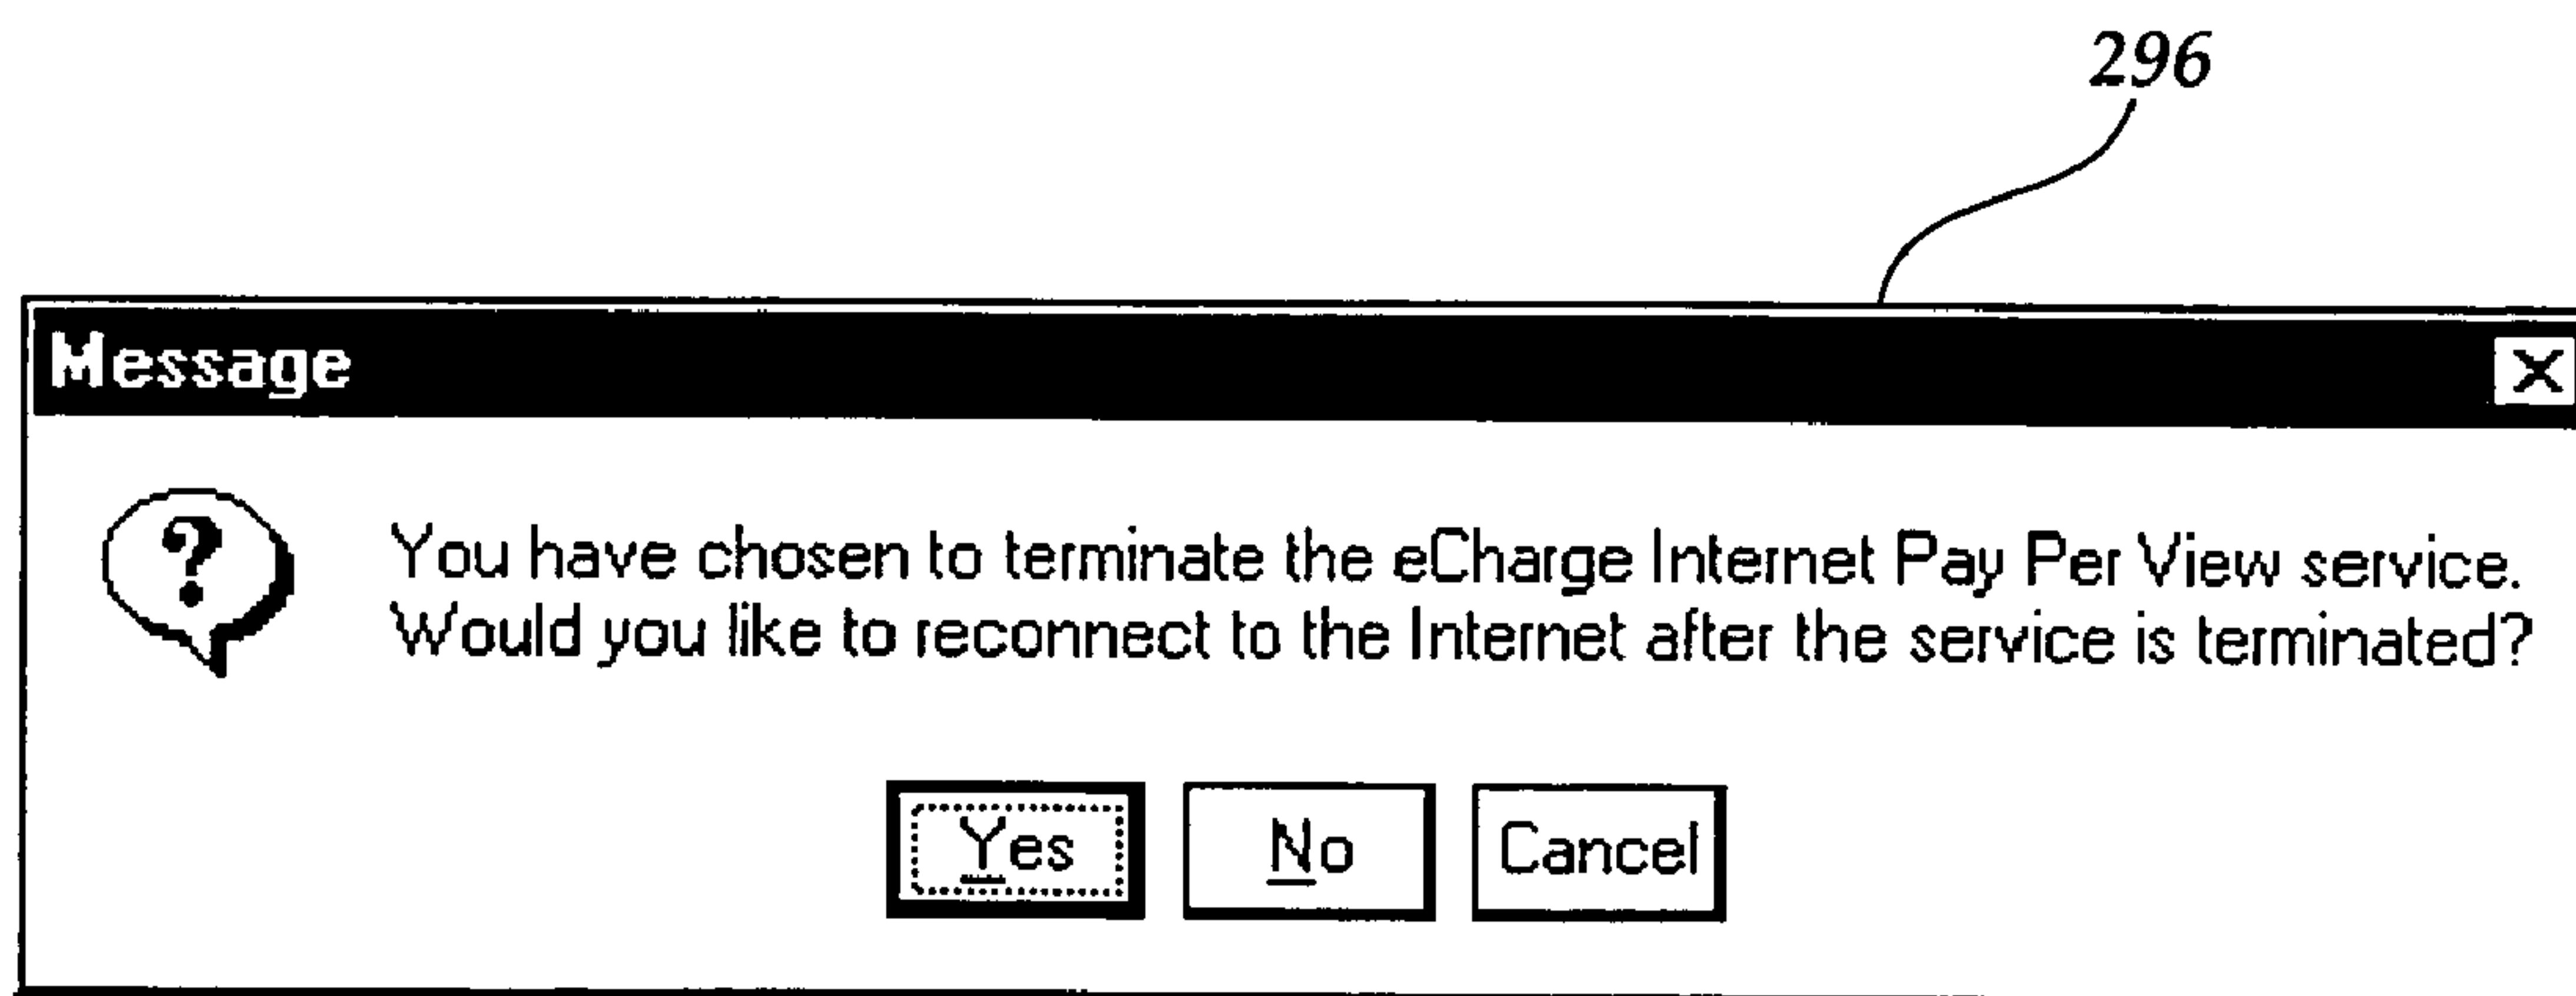 296
Message
You have chosen to terminate the eCharge Internet Pay Per View service.
Would you like to reconnect to the Internet after the service is terminated?
Yes No Cancel